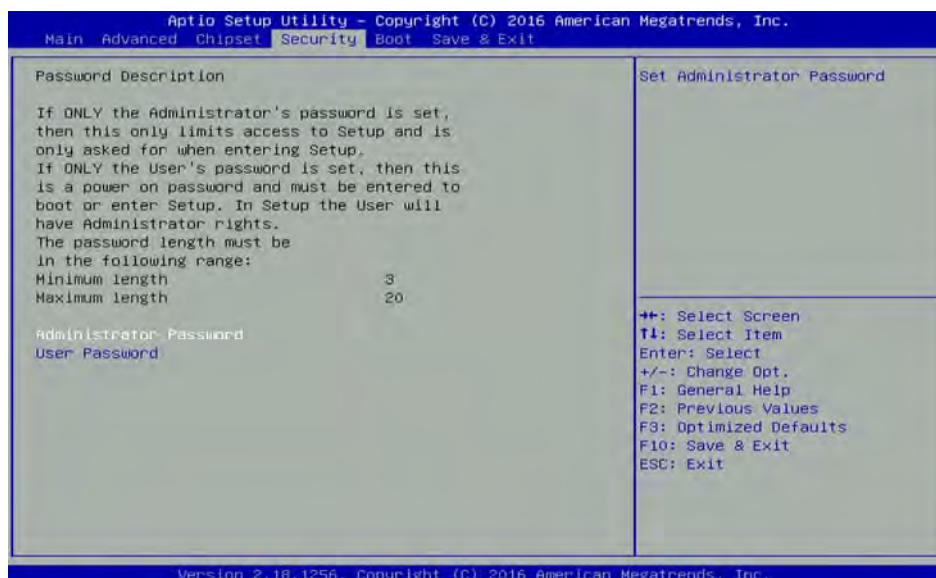 Aptio Setup Utility – Copyright (C) 2016 American Megatrends, Inc.
Main Advanced Chipset Security Boot Save & Exit
Password Description
If ONLY the Administrator's password is set,
then this only limits access to Setup and is
only asked for when entering Setup.
If ONLY the User's password is set, then this
is a power on password and must be entered to
boot or enter Setup. In Setup the User will
have Administrator rights.
The password length must be
in the following range:
Minimum length 3
Maximum length 20
Administrator Password
User Password
Set Administrator Password
→←: Select Screen
↑↓: Select Item
Enter: Select
+/-: Change Opt.
F1: General Help
F2: Previous Values
F3: Optimized Defaults
F10: Save & Exit
ESC: Exit
Version 2.18.1256. Copyright (C) 2016 American Megatrends, Inc.